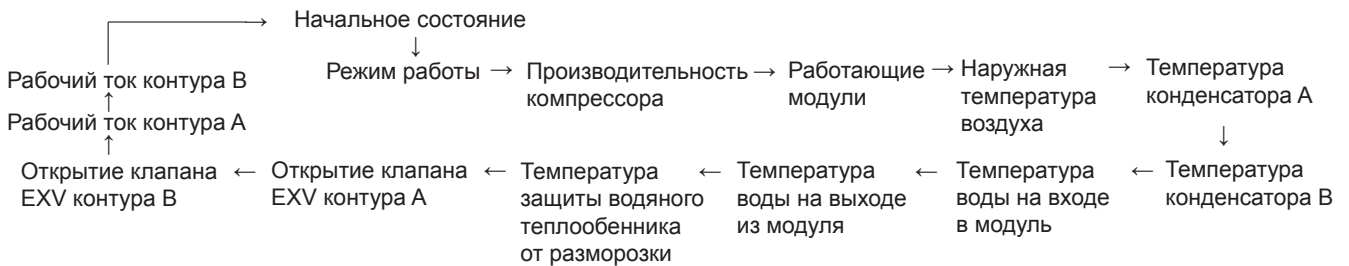 Начальное состояние
Режим работы → Производительность
компрессора
→ Работающие
модули
→ Наружная
температура
воздуха
→ Температура
конденсатора A
↓
Температура
конденсатора B
← Температура
воды на входе
в модуль
← Температура
воды на выходе
из модуля
← Температура
защиты водяного
теплообенника
от разморозки
← Открытие клапана
EXV контура A
← Открытие клапана
EXV контура B
↑
Рабочий ток контура A
↑
Рабочий ток контура B